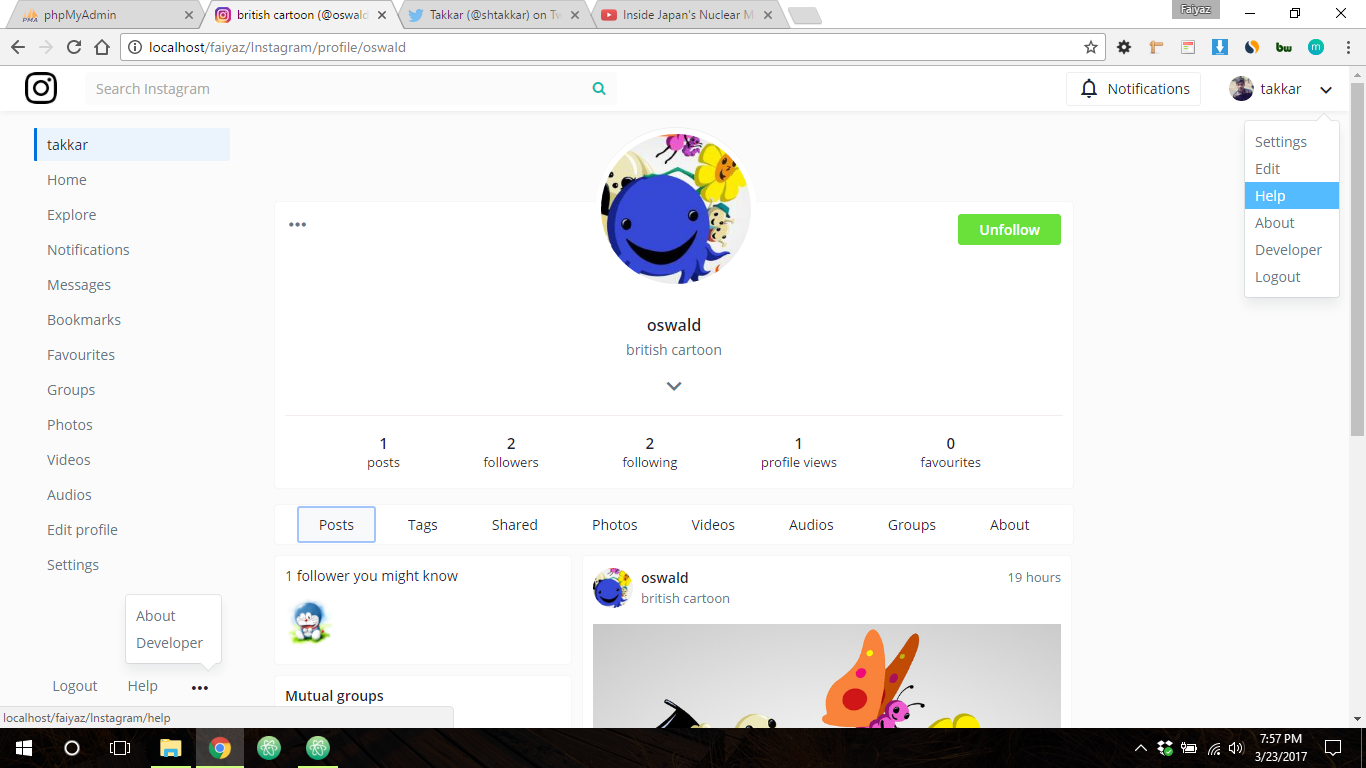 phpMyAdmin
british cartoon (@oswald
Takkar (@shtakkar) on Tw
Inside Japan's Nuclear M
Faiyaz
localhost/faiyaz/Instagram/profile/oswald
Search Instagram
Notifications
takkar
Settings
Edit
Help
About
Developer
Logout
takkar
Home
Explore
Notifications
Messages
Bookmarks
Favourites
Groups
Photos
Videos
Audios
Edit profile
Settings
About
Developer
Logout Help
Unfollow
oswald
british cartoon
1 2 2 1 0
posts followers following profile views favourites
Posts Tags Shared Photos Videos Audios Groups About
1 follower you might know
Mutual groups
oswald 19 hours
british cartoon
localhost/faiyaz/Instagram/help
7:57 PM
3/23/2017